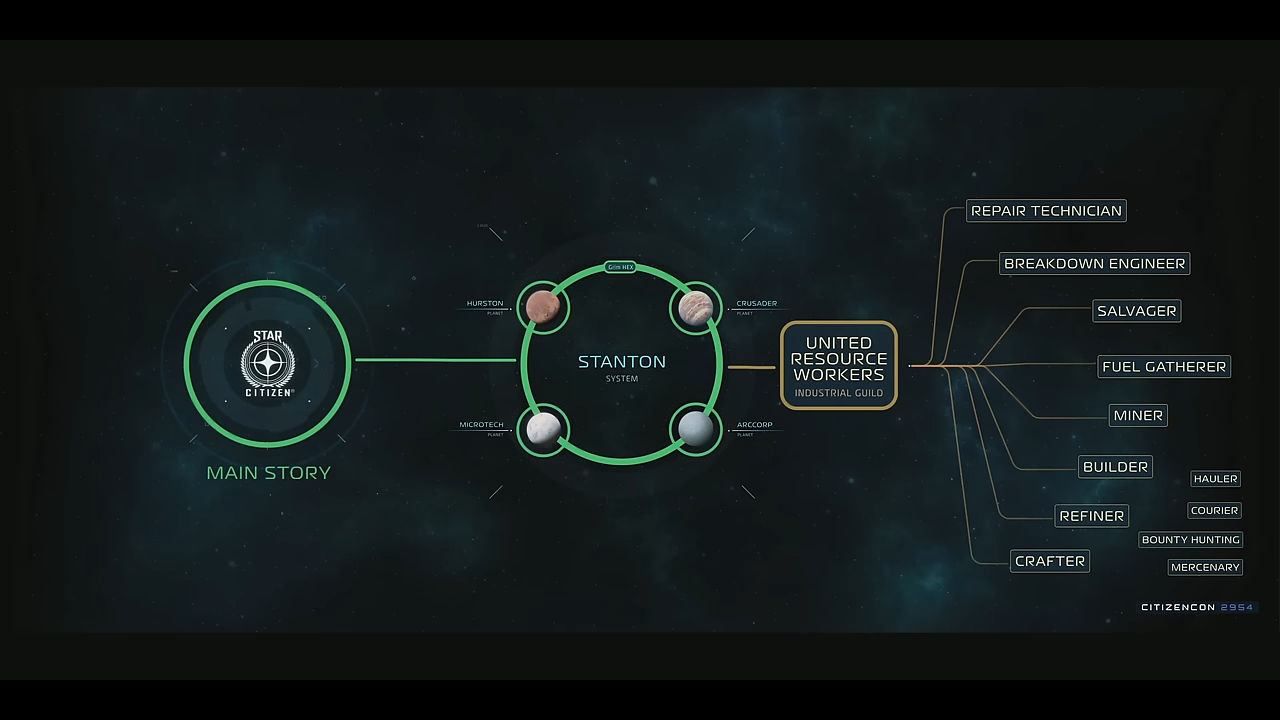 STAR
CITIZEN®
MAIN STORY
Grim HEX
HURSTON
PLANET
CRUSADER
PLANET
STANTON
SYSTEM
MICROTECH
PLANET
ARCCORP
PLANET
UNITED
RESOURCE
WORKERS
INDUSTRIAL GUILD
REPAIR TECHNICIAN
BREAKDOWN ENGINEER
SALVAGER
FUEL GATHERER
MINER
BUILDER
REFINER
CRAFTER
HAULER
COURIER
BOUNTY HUNTING
MERCENARY
CITIZENCON 2954